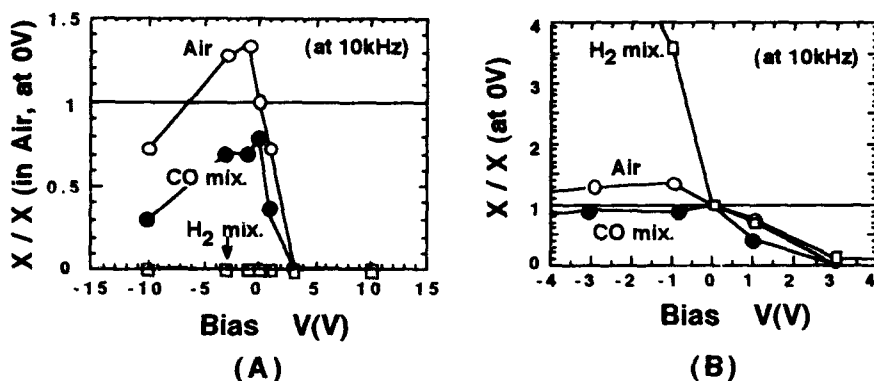 X / X (in Air, at 0V)
1.5
1
0.5
0
Air
(at 10kHz)
CO mix.
H2 mix.
-15 -10 -5 0 5 10 15
Bias V(V)
(A)
X / X (at 0V)
4
3
2
1
0
H2 mix.
(at 10kHz)
Air
CO mix.
-4 -3 -2 -1 0 1 2 3 4
Bias V(V)
(B)